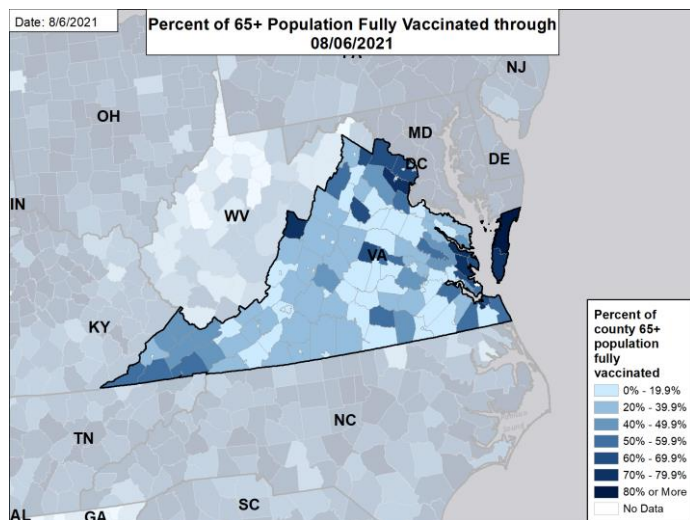 Date: 8/6/2021
Percent of 65+ Population Fully Vaccinated through
08/06/2021
NJ
OH
MD
DC
DE
IN
WV
VA
KY
TN
NC
SC
AL
GA
Percent of
county 65+
population
fully
vaccinated
0% - 19.9%
20% - 39.9%
40% - 49.9%
50% - 59.9%
60% - 69.9%
70% - 79.9%
80% or More
No Data